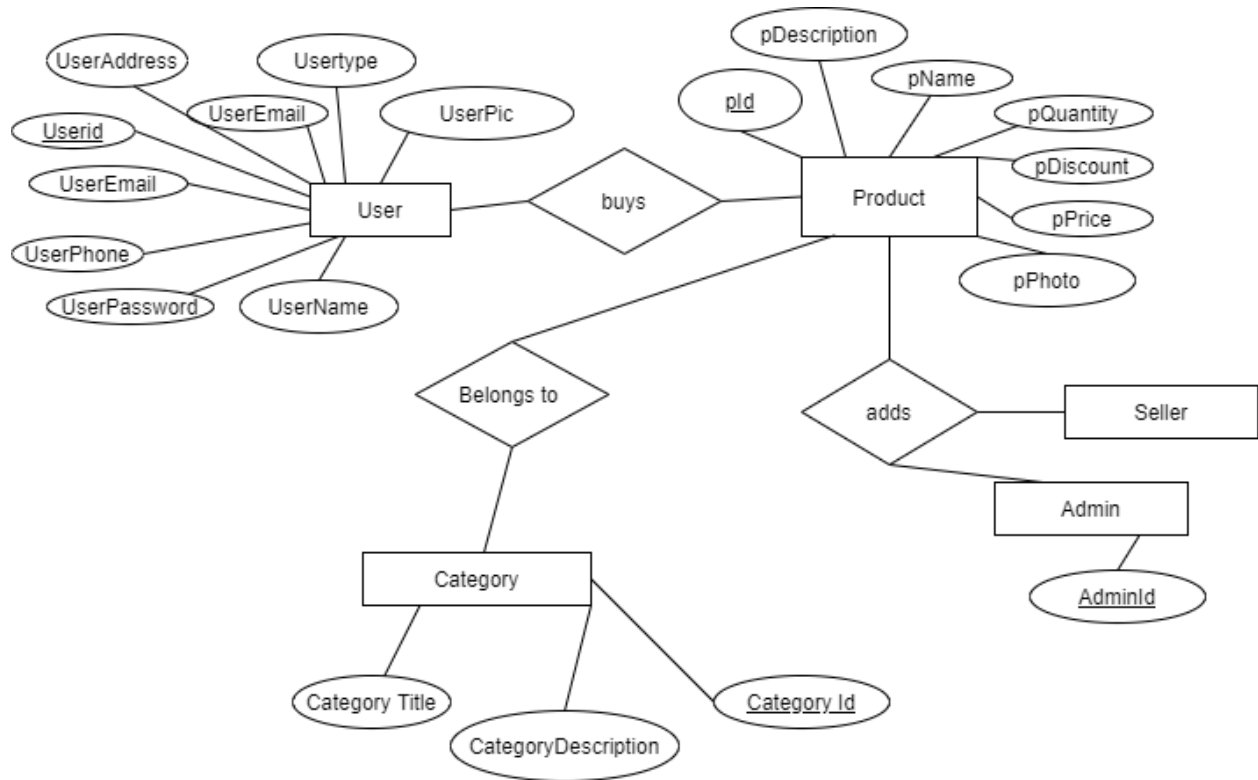 pDescription
UserAddress
Usertype
pName
pId
UserEmail
UserPic
pQuantity
Userid
pDiscount
UserEmail
Product
buys
User
pPrice
UserPhone
pPhoto
UserPassword
UserName
Belongs to
adds
Seller
Admin
Category
AdminId
Category Title
Category Id
CategoryDescription